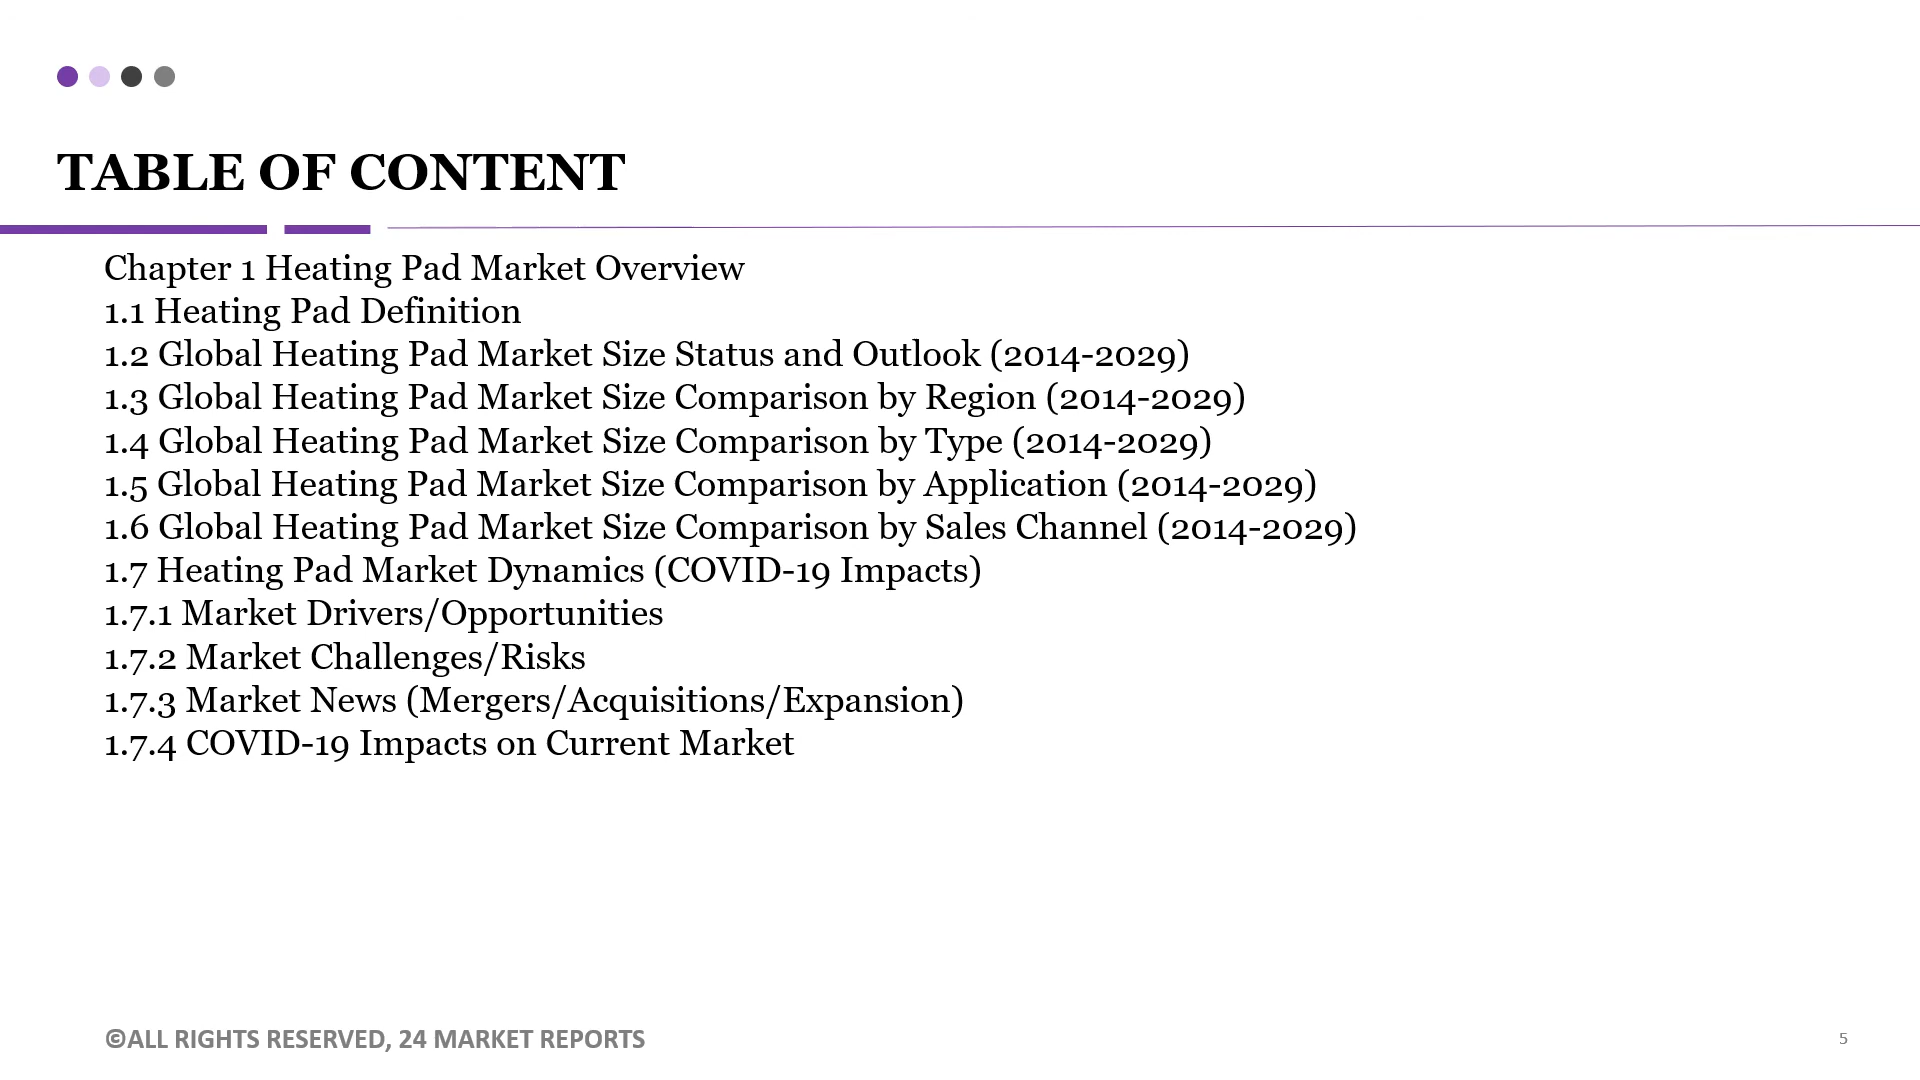 TABLE OF CONTENT
Chapter 1 Heating Pad Market Overview
1.1 Heating Pad Definition
1.2 Global Heating Pad Market Size Status and Outlook (2014-2029)
1.3 Global Heating Pad Market Size Comparison by Region (2014-2029)
1.4 Global Heating Pad Market Size Comparison by Type (2014-2029)
1.5 Global Heating Pad Market Size Comparison by Application (2014-2029)
1.6 Global Heating Pad Market Size Comparison by Sales Channel (2014-2029)
1.7 Heating Pad Market Dynamics (COVID-19 Impacts)
1.7.1 Market Drivers/Opportunities
1.7.2 Market Challenges/Risks
1.7.3 Market News (Mergers/Acquisitions/Expansion)
1.7.4 COVID-19 Impacts on Current Market
©ALL RIGHTS RESERVED, 24 MARKET REPORTS
5